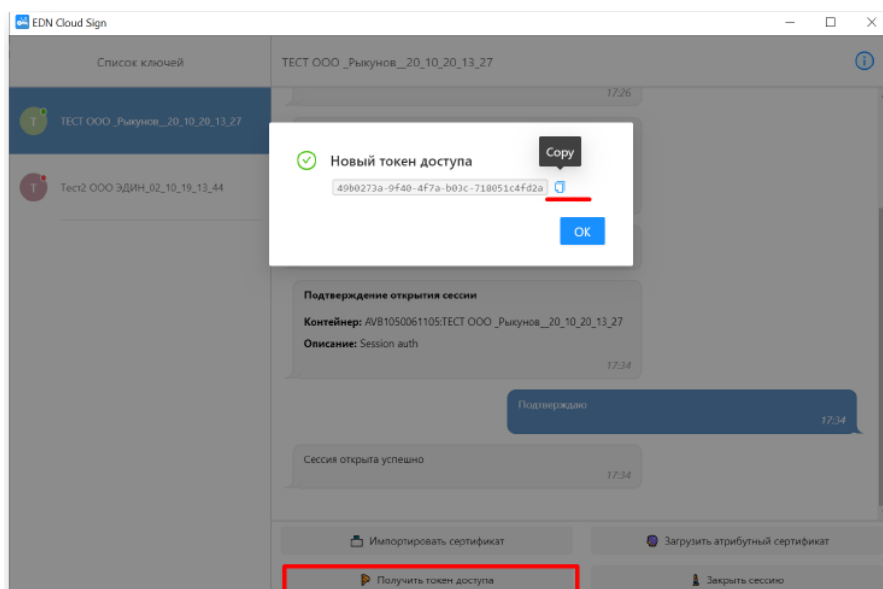 EDN Cloud Sign
Список ключей
ТЕСТ ООО _Рыкунов__20_10_20_13_27
17:26
T
ТЕСТ ООО _Рыкунов__20_10_20_13_27
Новый токен доступа
Copy
49b0273a-9f40-4f7a-b03c-718051c4fd2a
T
Тест2 ООО ЭДИН_02_10_19_13_44
OK
Подтверждение открытия сессии
Контейнер: AVB1050061105:ТЕСТ ООО _Рыкунов__20_10_20_13_27
Описание: Session auth
17:34
Подтверждаю
17:34
Сессия открыта успешно
17:34
Импортировать сертификат
Загрузить атрибутный сертификат
Получить токен доступа
Закрыть сессию